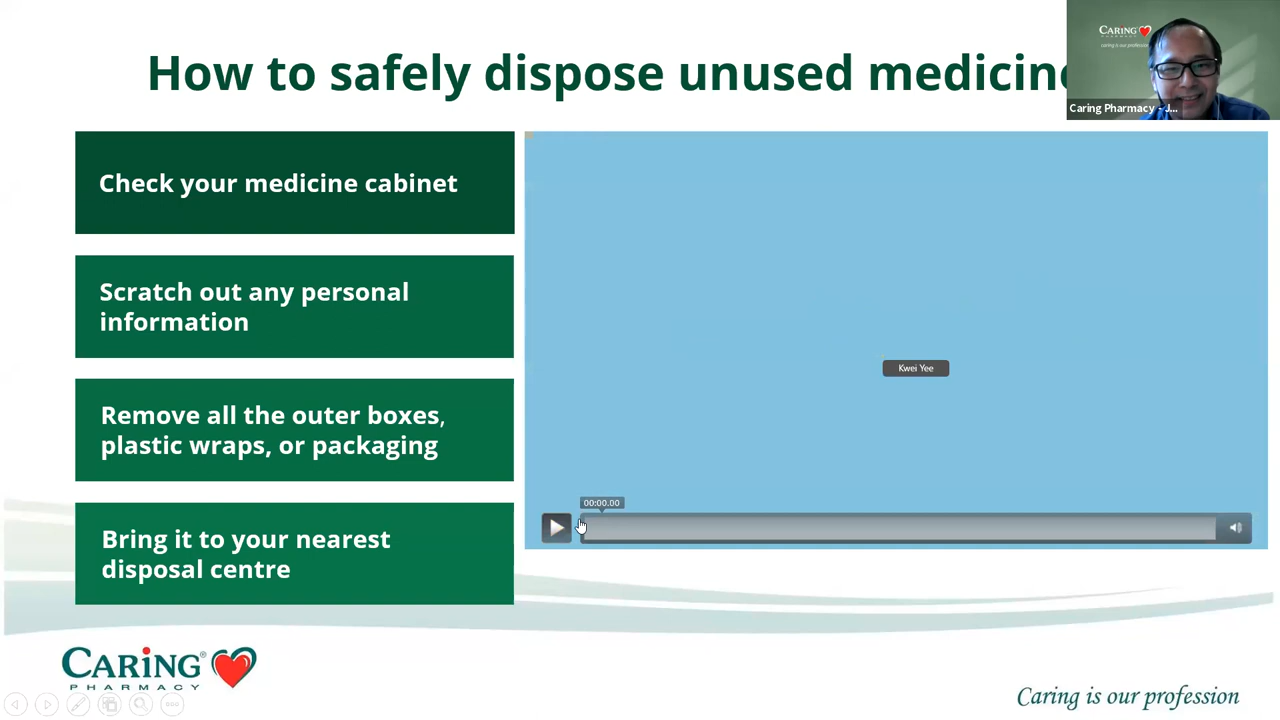 How to safely dispose unused medicine
CARING
caring is our profession
Caring Pharmacy - J...
Check your medicine cabinet
Scratch out any personal
information
Remove all the outer boxes,
plastic wraps, or packaging
Bring it to your nearest
disposal centre
Kwei Yee
00:00.00
CARING®
PHARMACY
Caring is our profession